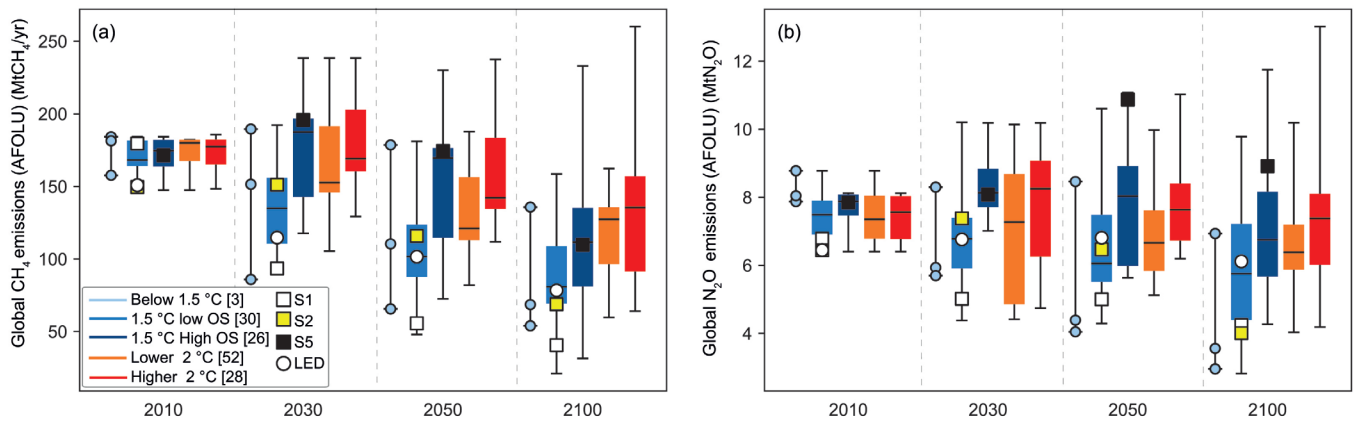 (a)
Global CH₄ emissions (AFOLU) (MtCH₄/yr)
250
200
150
100
50
Below 1.5 °C [3]
1.5 °C low OS [30]
1.5 °C High OS [26]
Lower 2 °C [52]
Higher 2 °C [28]
S1
S2
S5
LED
2010 2030 2050 2100
(b)
Global N₂O emissions (AFOLU) (MtN₂O)
12
10
8
6
4
2010 2030 2050 2100